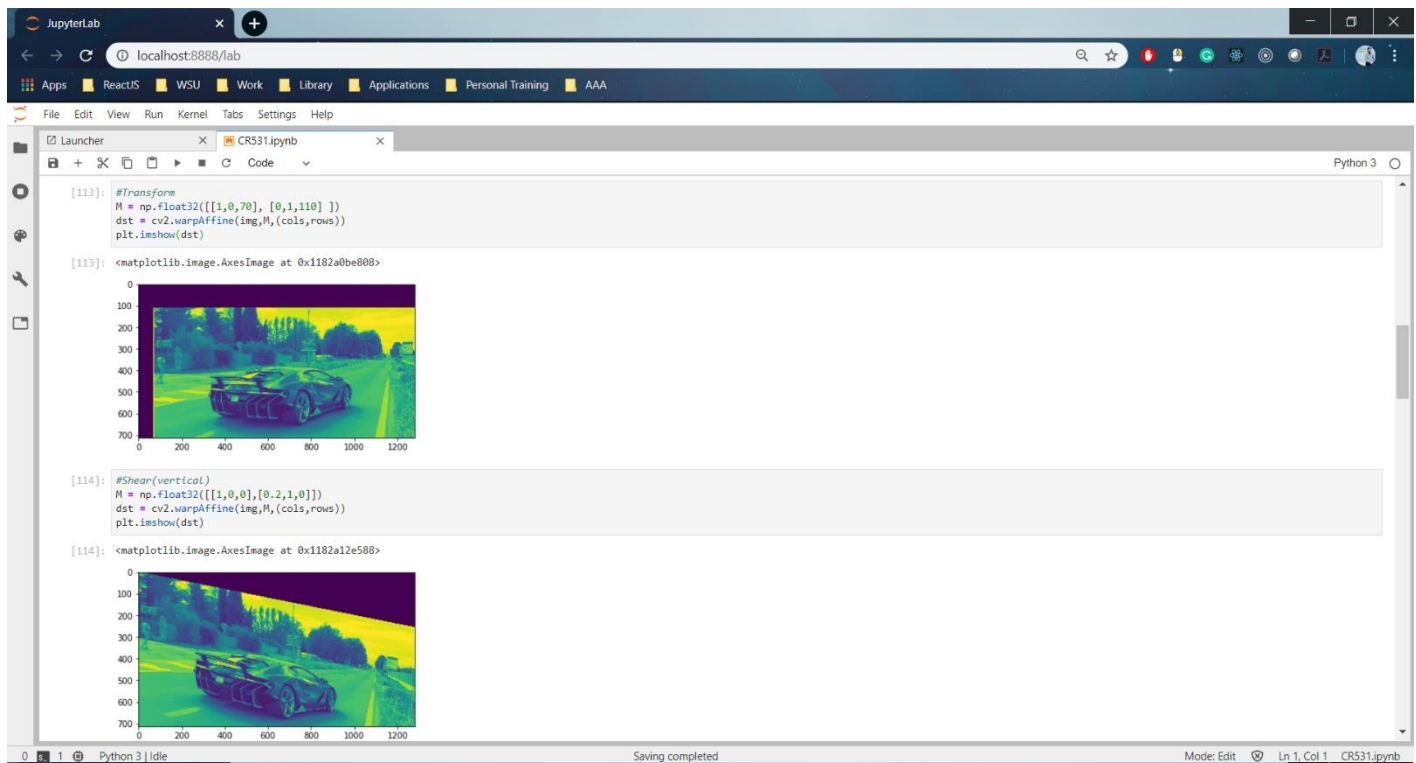 JupyterLab
localhost:8888/lab
Apps ReactJS WSU Work Library Applications Personal Training AAA
File Edit View Run Kernel Tabs Settings Help
Launcher CR531.ipynb
Code Python 3
[113]: #Transform
M = np.float32([[1,0,70], [0,1,110] ])
dst = cv2.warpAffine(img,M,(cols,rows))
plt.imshow(dst)
[113]: <matplotlib.image.AxesImage at 0x1182a0be808>
0
100
200
300
400
500
600
700
0 200 400 600 800 1000 1200
[114]: #Shear(vertical)
M = np.float32([[1,0,0],[0.2,1,0]])
dst = cv2.warpAffine(img,M,(cols,rows))
plt.imshow(dst)
[114]: <matplotlib.image.AxesImage at 0x1182a12e588>
0
100
200
300
400
500
600
700
0 200 400 600 800 1000 1200
0 1 Python 3 | Idle Saving completed Mode: Edit Ln 1, Col 1 CR531.ipynb